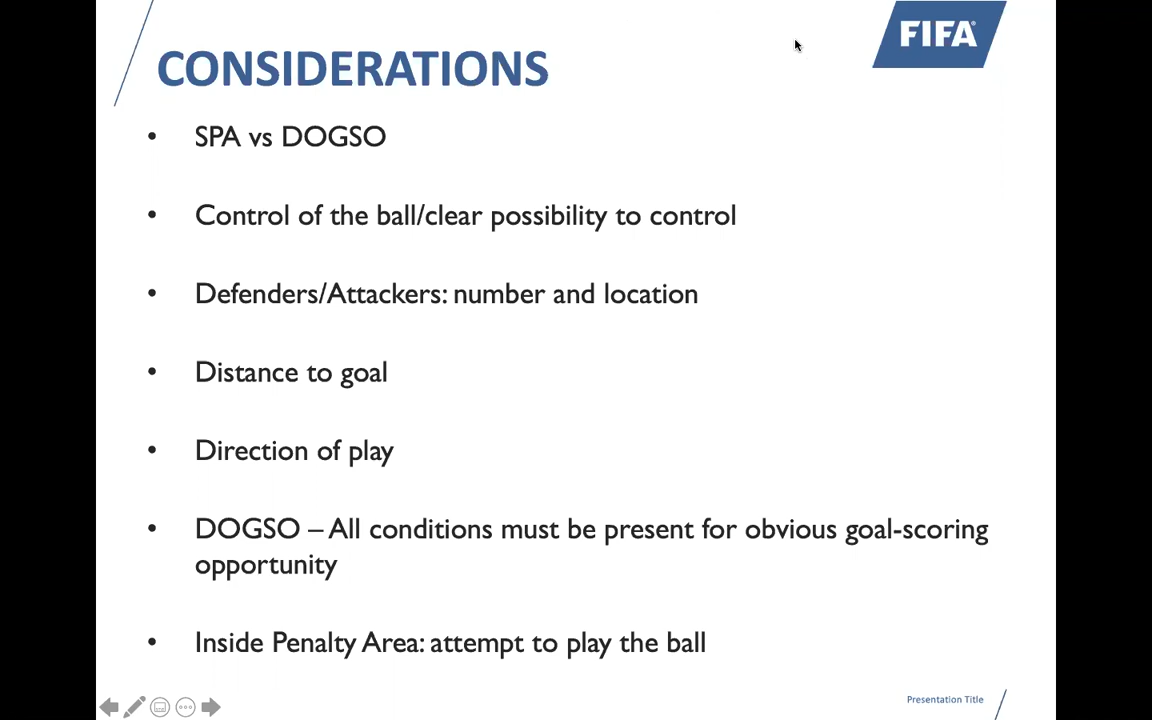 FIFA
CONSIDERATIONS
• SPA vs DOGSO
• Control of the ball/clear possibility to control
• Defenders/Attackers: number and location
• Distance to goal
• Direction of play
• DOGSO – All conditions must be present for obvious goal-scoring
opportunity
• Inside Penalty Area: attempt to play the ball
Presentation Title